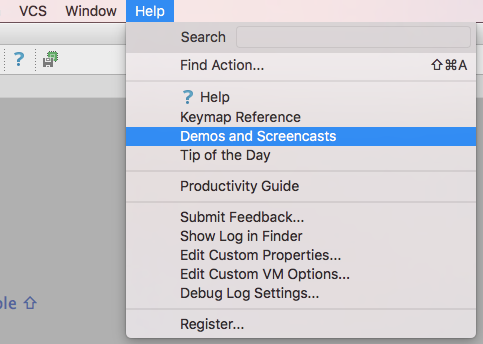 VCS Window Help
Search
Find Action... ⇧⌘A
? Help
Keymap Reference
Demos and Screencasts
Tip of the Day
Productivity Guide
Submit Feedback...
Show Log in Finder
Edit Custom Properties...
Edit Custom VM Options...
Debug Log Settings...
ple ⇧
Register...